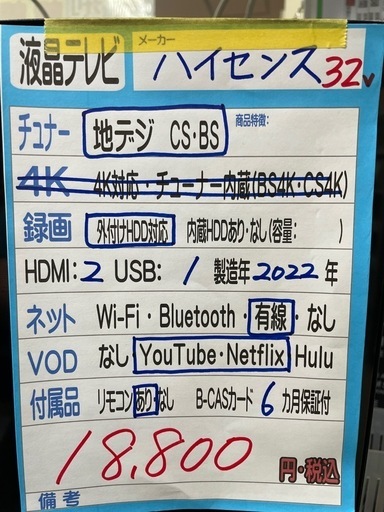 液晶テレビ メーカー ハイセンス 32v
チュナー 地デジ CS・BS 商品特徴:
4K 4K対応・チューナー内蔵(BS4K・CS4K)
録画 外付けHDD対応 内蔵HDDあり・なし(容量: )
HDMI:2 USB:1 製造年2022年
ネット Wi-Fi・Bluetooth・有線・なし
VOD なし YouTube・Netflix Hulu
付属品 リモコンあり・なし B-CASカード 6カ月保証付
18,800 円・税込
備考